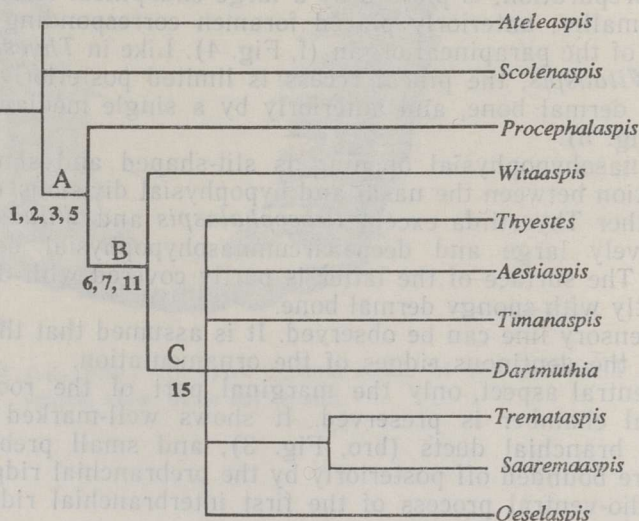 Ateleaspis
Scolenaspis
Procephalaspis
A
Witaaspis
1, 2, 3, 5
Thyestes
B
Aestiaspis
6, 7, 11
Timanaspis
C
Dartmuthia
15
Tremataspis
Saaremaaspis
Oeselaspis